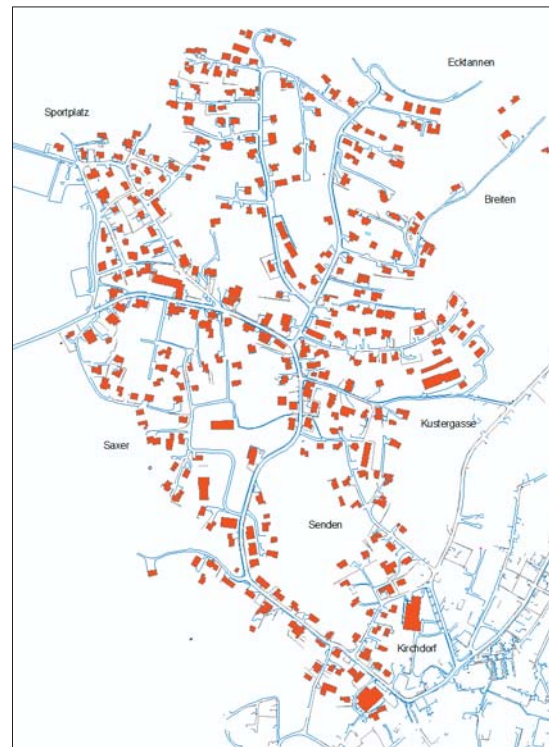 Ecktannen
Sportplatz
Breiten
Kustergasse
Saxer
Senden
Kirchdorf